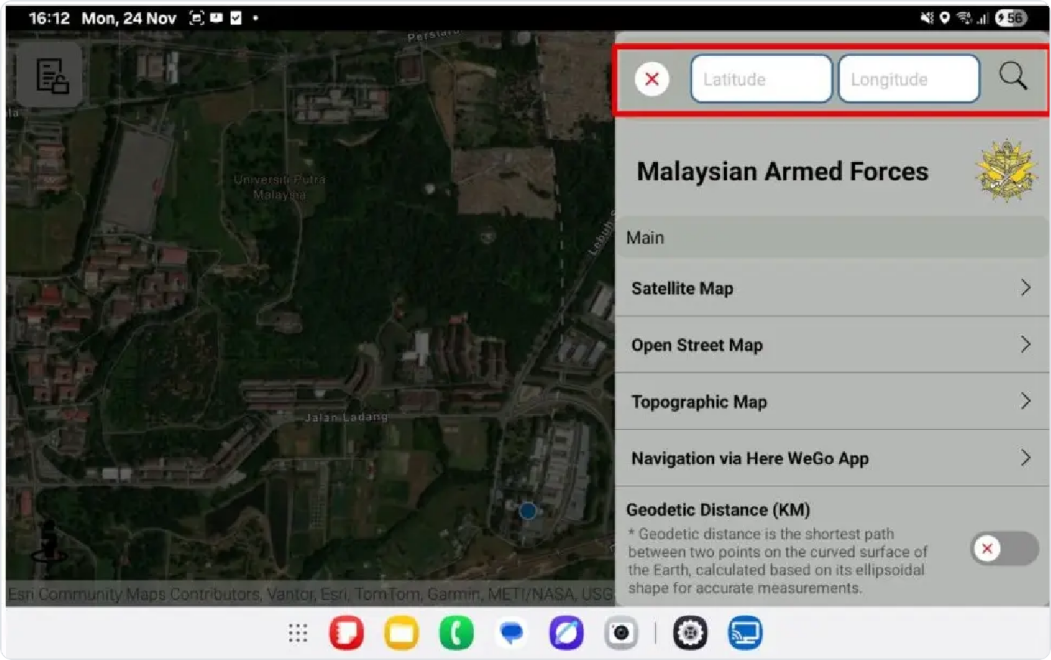 16:12 Mon, 24 Nov
56
Latitude
Longitude
Universiti Putra
Malaysia
Malaysian Armed Forces
Main
Satellite Map
Open Street Map
Topographic Map
Jalan Ladang
Navigation via Here WeGo App
Geodetic Distance (KM)
* Geodetic distance is the shortest path
between two points on the curved surface of
the Earth, calculated based on its ellipsoidal
shape for accurate measurements.
Esri Community Maps Contributors, Vantor, Esri, TomTom, Garmin, METI/NASA, USG